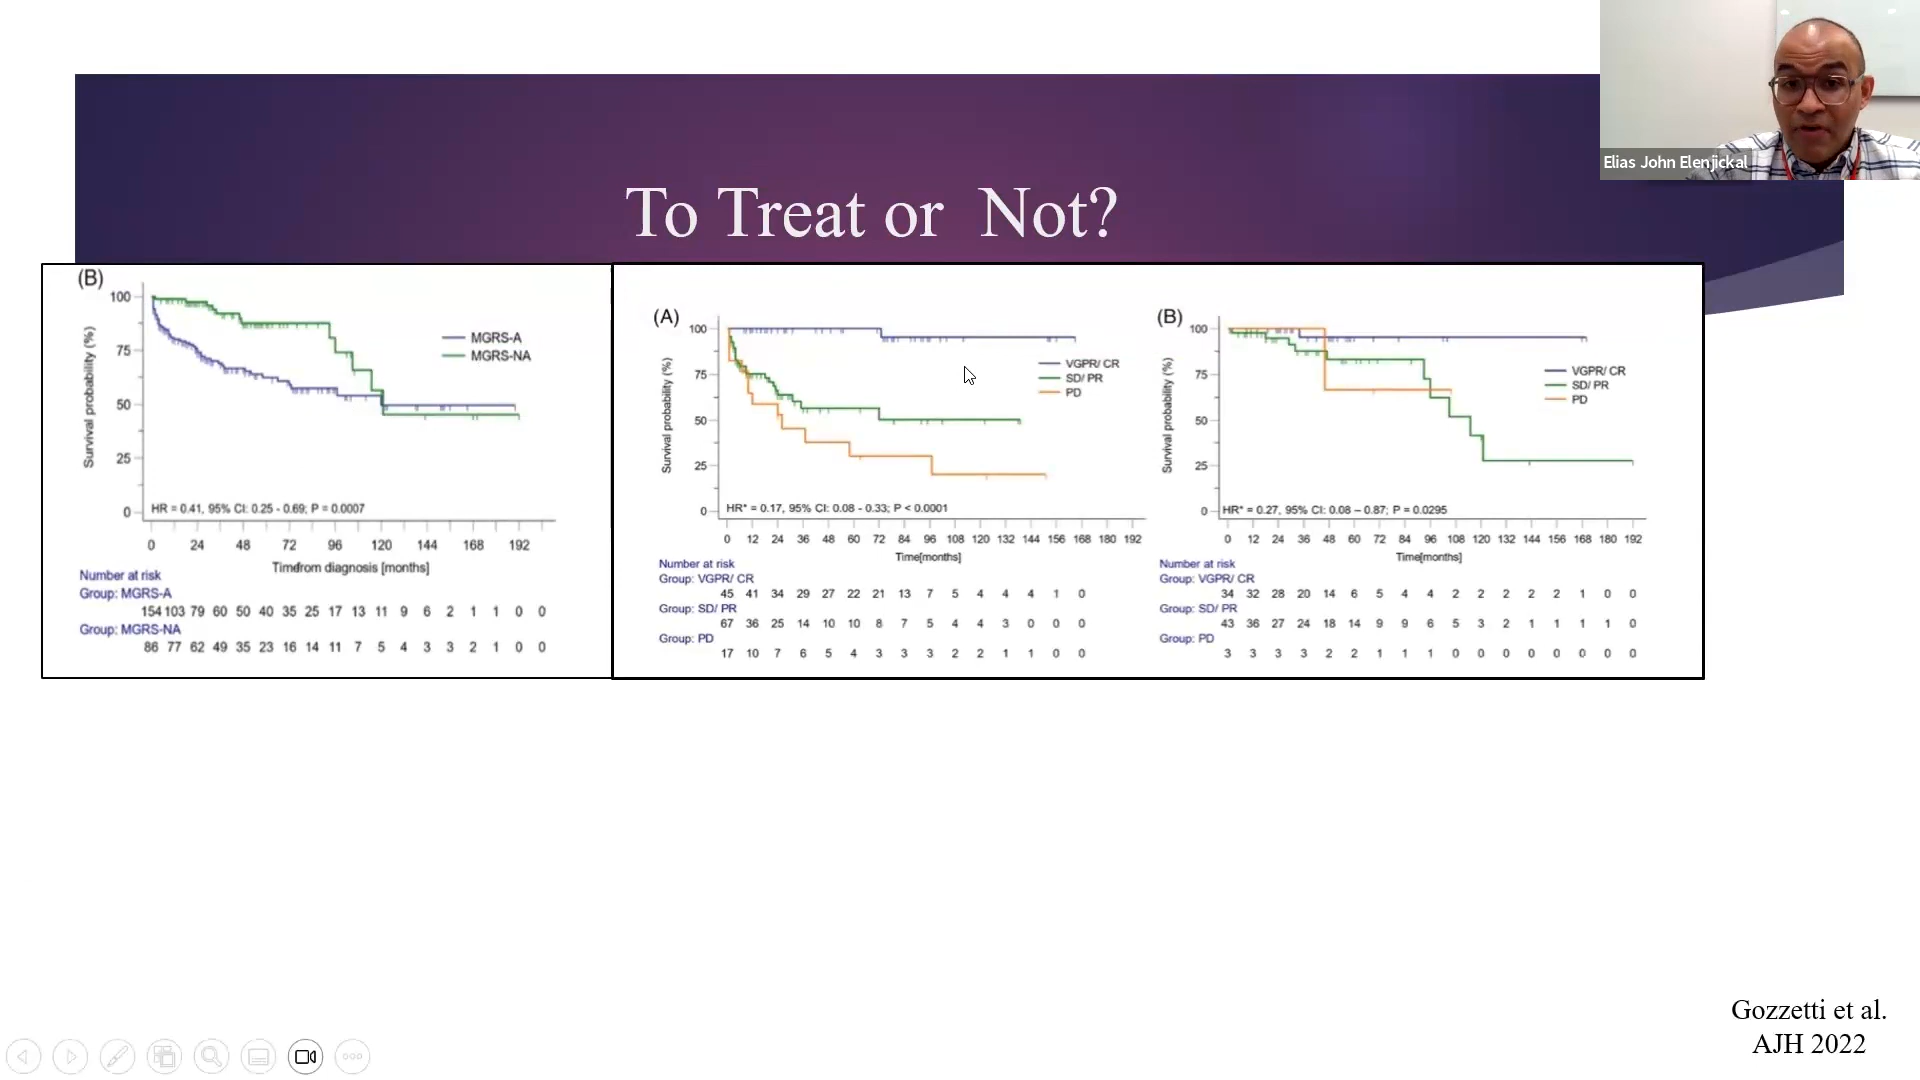 Elias John Elenjickal
To Treat or Not?
(B)
Survival probability (%)
100
75
50
25
0
MGRS-A
MGRS-NA
HR = 0.41, 95% CI: 0.25 - 0.69; P = 0.0007
0 24 48 72 96 120 144 168 192
Timefrom diagnosis [months]
Number at risk
Group: MGRS-A
154 103 79 60 50 40 35 25 17 13 11 9 6 2 1 1 0 0
Group: MGRS-NA
86 77 62 49 35 23 16 14 11 7 5 4 3 3 2 1 0 0
(A)
Survival probability (%)
100
75
50
25
0
VGPR/ CR
SD/ PR
PD
HR* = 0.17, 95% CI: 0.08 - 0.33; P < 0.0001
0 12 24 36 48 60 72 84 96 108 120 132 144 156 168 180 192
Time[months]
Number at risk
Group: VGPR/ CR
45 41 34 29 27 22 21 13 7 5 4 4 4 1 0
Group: SD/ PR
67 36 25 14 10 10 8 7 5 4 4 3 0 0 0
Group: PD
17 10 7 6 5 4 3 3 3 2 2 1 1 0 0
(B)
Survival probability (%)
100
75
50
25
0
VGPR/ CR
SD/ PR
PD
HR* = 0.27, 95% CI: 0.08 – 0.87; P = 0.0295
0 12 24 36 48 60 72 84 96 108 120 132 144 156 168 180 192
Time[months]
Number at risk
Group: VGPR/ CR
34 32 28 20 14 6 5 4 4 2 2 2 2 2 1 0 0
Group: SD/ PR
43 36 27 24 18 14 9 9 6 5 3 2 1 1 1 1 0
Group: PD
3 3 3 3 2 2 1 1 1 0 0 0 0 0 0 0 0
Gozzetti et al.
AJH 2022